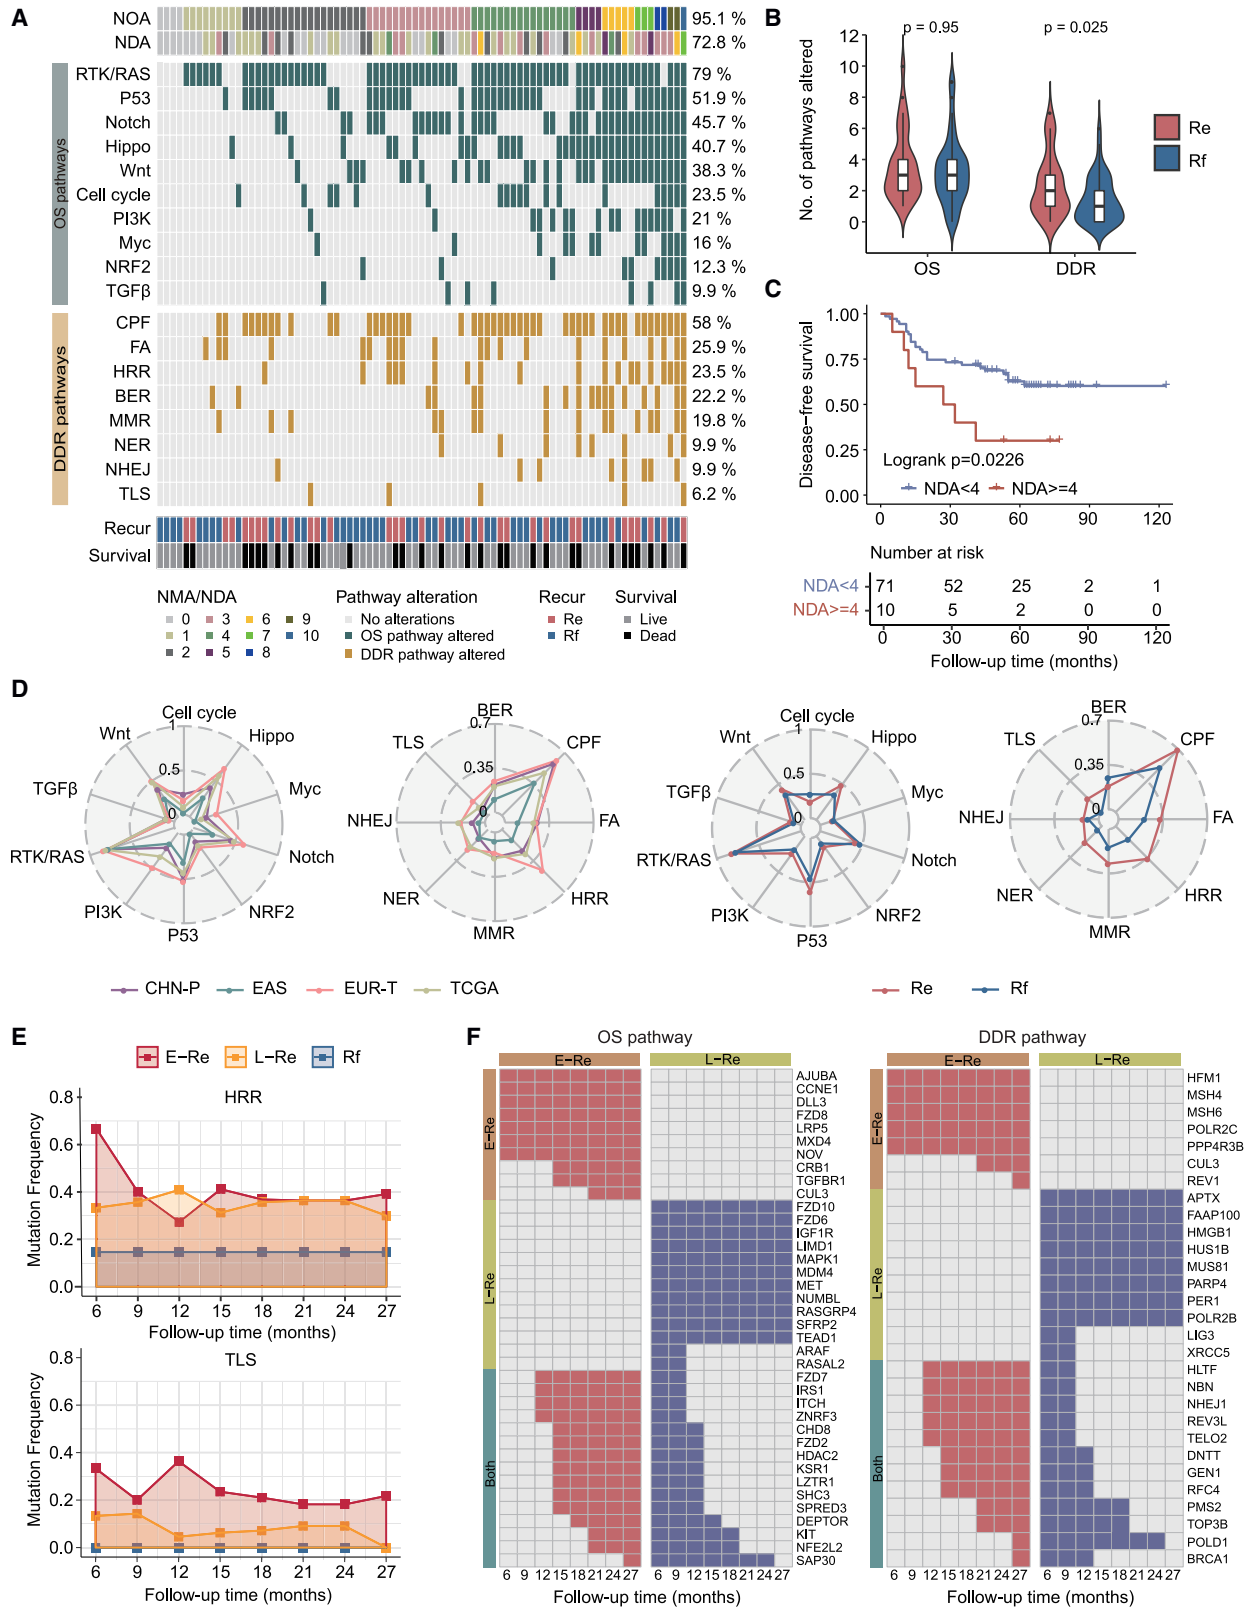 A
NOA 95.1 %
NDA 72.8 %
OS pathways
RTK/RAS 79 %
P53 51.9 %
Notch 45.7 %
Hippo 40.7 %
Wnt 38.3 %
Cell cycle 23.5 %
PI3K 21 %
Myc 16 %
NRF2 12.3 %
TGFβ 9.9 %
DDR pathways
CPF 58 %
FA 25.9 %
HRR 23.5 %
BER 22.2 %
MMR 19.8 %
NER 9.9 %
NHEJ 9.9 %
TLS 6.2 %
Recur
Survival
NMA/NDA
0 3 6 9
1 4 7 10
2 5 8
Pathway alteration
No alterations
OS pathway altered
DDR pathway altered
Recur
Re
Rf
Survival
Live
Dead
B
No. of pathways altered
12
10
8
6
4
2
0
p = 0.95 p = 0.025
OS DDR
Re
Rf
C
Disease−free survival
1.00
0.75
0.50
0.25
0.00
Logrank p=0.0226
NDA<4 NDA>=4
0 30 60 90 120
Number at risk
NDA<4 71 52 25 2 1
NDA>=4 10 5 2 0 0
0 30 60 90 120
Follow−up time (months)
D
Cell cycle
Hippo
Myc
Notch
NRF2
P53
PI3K
RTK/RAS
TGFβ
Wnt
1
0.5
0
BER
CPF
FA
HRR
MMR
NER
NHEJ
TLS
0.7
0.35
0
Cell cycle
Hippo
Myc
Notch
NRF2
P53
PI3K
RTK/RAS
TGFβ
Wnt
1
0.5
0
BER
CPF
FA
HRR
MMR
NER
NHEJ
TLS
0.7
0.35
0
CHN−P EAS EUR−T TCGA
Re Rf
E
E−Re L−Re Rf
HRR
Mutation Frequency
0.8
0.6
0.4
0.2
0.0
6 9 12 15 18 21 24 27
Follow−up time (months)
TLS
Mutation Frequency
0.8
0.6
0.4
0.2
0.0
6 9 12 15 18 21 24 27
Follow−up time (months)
F
OS pathway
E−Re L−Re
E−Re
L−Re
Both
AJUBA
CCNE1
DLL3
FZD8
LRP5
MXD4
NOV
CRB1
TGFBR1
CUL3
FZD10
FZD6
IGF1R
LIMD1
MAPK1
MDM4
MET
NUMBL
RASGRP4
SFRP2
TEAD1
ARAF
RASAL2
FZD7
IRS1
ITCH
ZNRF3
CHD8
FZD2
HDAC2
KSR1
LZTR1
SHC3
SPRED3
DEPTOR
KIT
NFE2L2
SAP30
6 9 12 15 18 21 24 27 6 9 12 15 18 21 24 27
Follow−up time (months)
DDR pathway
E−Re L−Re
E−Re
L−Re
Both
HFM1
MSH4
MSH6
POLR2C
PPP4R3B
CUL3
REV1
APTX
FAAP100
HMGB1
HUS1B
MUS81
PARP4
PER1
POLR2B
LIG3
XRCC5
HLTF
NBN
NHEJ1
REV3L
TELO2
DNTT
GEN1
RFC4
PMS2
TOP3B
POLD1
BRCA1
6 9 12 15 18 21 24 27 6 9 12 15 18 21 24 27
Follow−up time (months)